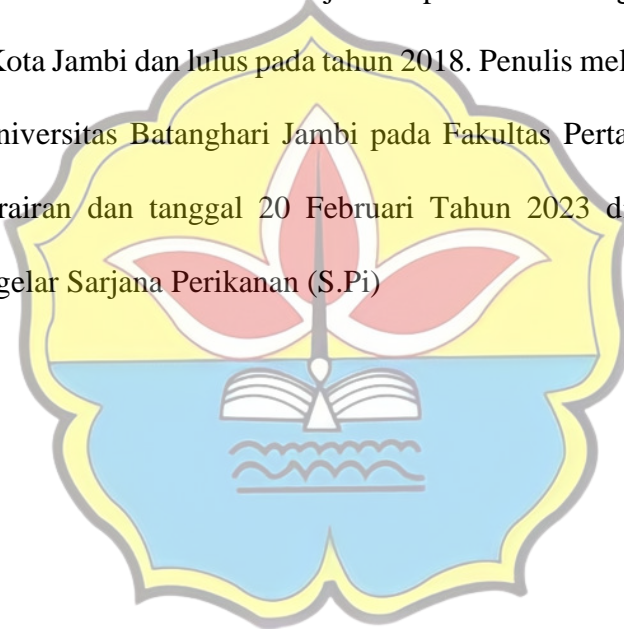 Kota Jambi dan lulus pada tahun 2018. Penulis mel
niversitas Batanghari Jambi pada Fakultas Perta
rairan dan tanggal 20 Februari Tahun 2023 d
gelar Sarjana Perikanan (S.Pi)